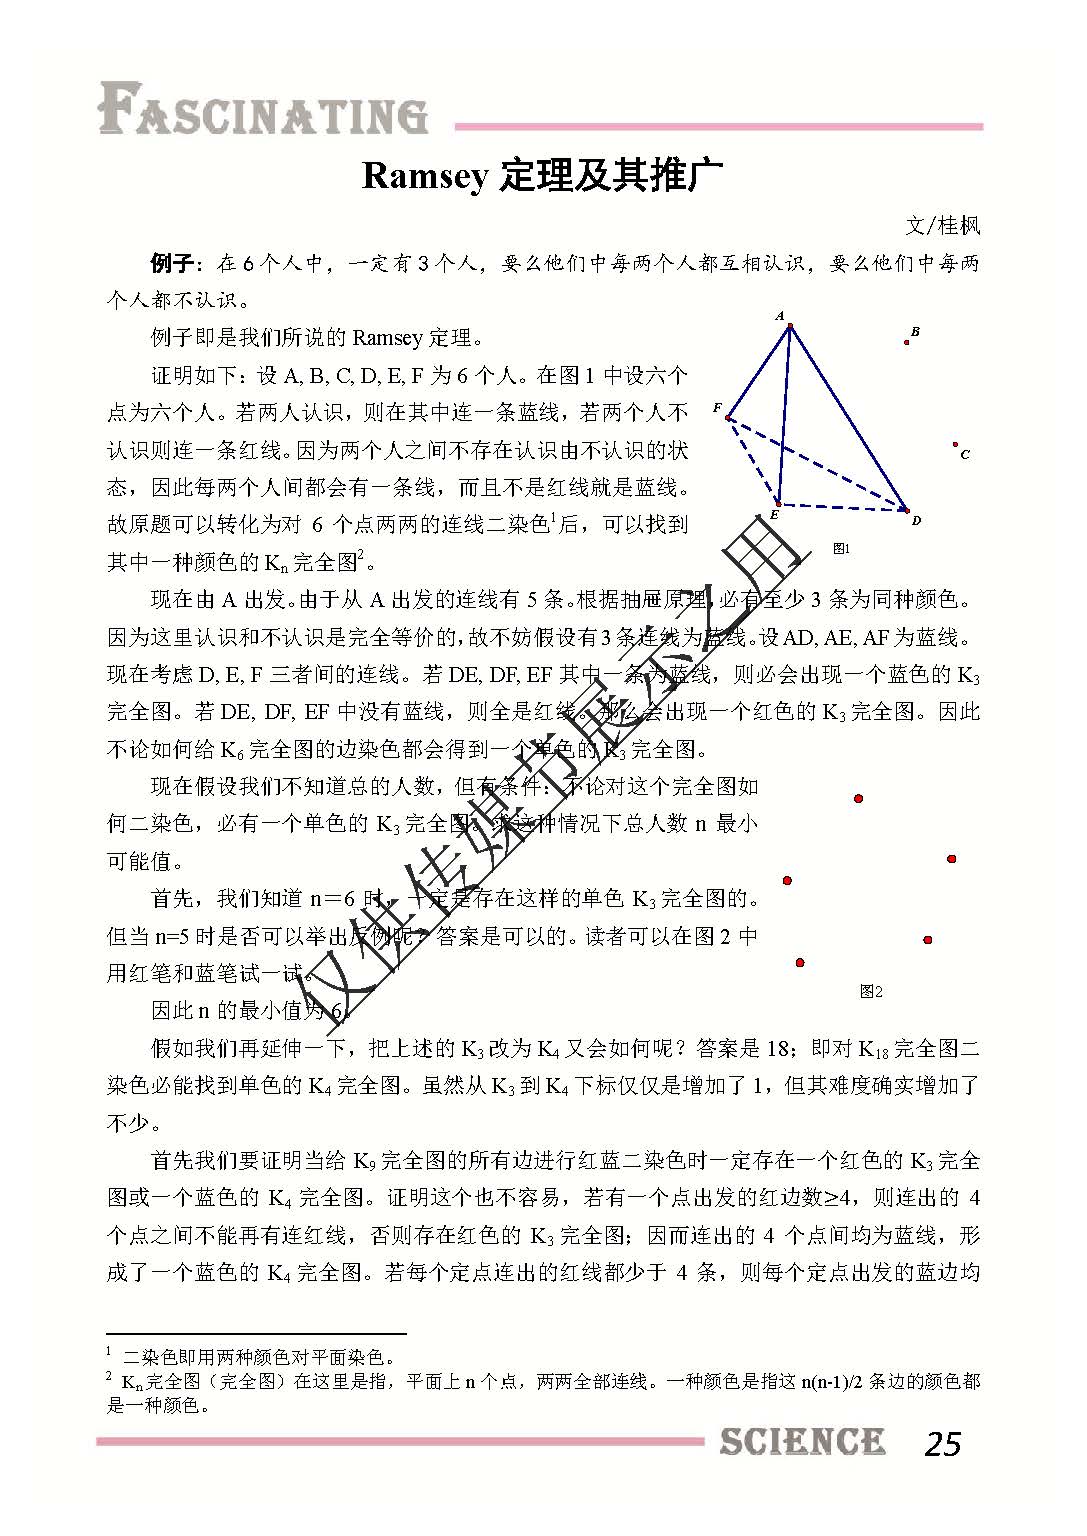 FASCINATING
Ramsey 定理及其推广
文/桂枫
例子：在 6 个人中，一定有 3 个人，要么他们中每两个人都互相认识，要么他们中每两
个人都不认识。
例子即是我们所说的 Ramsey 定理。
证明如下：设 A, B, C, D, E, F 为 6 个人。在图 1 中设六个
点为六个人。若两人认识，则在其中连一条蓝线，若两个人不
认识则连一条红线。因为两个人之间不存在认识由不认识的状
态，因此每两个人间都会有一条线，而且不是红线就是蓝线。
故原题可以转化为对 6 个点两两的连线二染色1后，可以找到
其中一种颜色的 Kn 完全图2。
A
B
F
C
E
D
图1
现在由 A 出发。由于从 A 出发的连线有 5 条。根据抽屉原理，必有至少 3 条为同种颜色。
因为这里认识和不认识是完全等价的，故不妨假设有 3 条连线为蓝线。设 AD, AE, AF 为蓝线。
现在考虑 D, E, F 三者间的连线。若 DE, DF, EF 其中一条为蓝线，则必会出现一个蓝色的 K3
完全图。若 DE, DF, EF 中没有蓝线，则全是红线。那么会出现一个红色的 K3 完全图。因此
不论如何给 K6 完全图的边染色都会得到一个单色的 K3 完全图。
现在假设我们不知道总的人数，但有条件：不论对这个完全图如
何二染色，必有一个单色的 K3 完全图。求这种情况下总人数 n 最小
可能值。
首先，我们知道 n＝6 时，一定是存在这样的单色 K3 完全图的。
但当 n=5 时是否可以举出反例呢？答案是可以的。读者可以在图 2 中
用红笔和蓝笔试一试。
图2
因此 n 的最小值为 6。
假如我们再延伸一下，把上述的 K3 改为 K4 又会如何呢？答案是 18；即对 K18 完全图二
染色必能找到单色的 K4 完全图。虽然从 K3 到 K4 下标仅仅是增加了 1，但其难度确实增加了
不少。
首先我们要证明当给 K9 完全图的所有边进行红蓝二染色时一定存在一个红色的 K3 完全
图或一个蓝色的 K4 完全图。证明这个也不容易，若有一个点出发的红边数≥4，则连出的 4
个点之间不能再有连红线，否则存在红色的 K3 完全图；因而连出的 4 个点间均为蓝线，形
成了一个蓝色的 K4 完全图。若每个定点连出的红线都少于 4 条，则每个定点出发的蓝边均
仅供传媒节展示之用
1 二染色即用两种颜色对平面染色。
2 Kn 完全图（完全图）在这里是指，平面上 n 个点，两两全部连线。一种颜色是指这 n(n-1)/2 条边的颜色都
是一种颜色。
SCIENCE 25